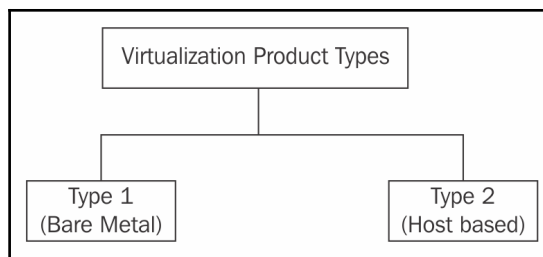 Virtualization Product Types
Type 1
(Bare Metal)
Type 2
(Host based)